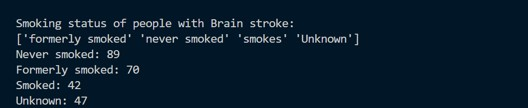 Smoking status of people with Brain stroke:
['formerly smoked' 'never smoked' 'smokes' 'Unknown']
Never smoked: 89
Formerly smoked: 70
Smoked: 42
Unknown: 47